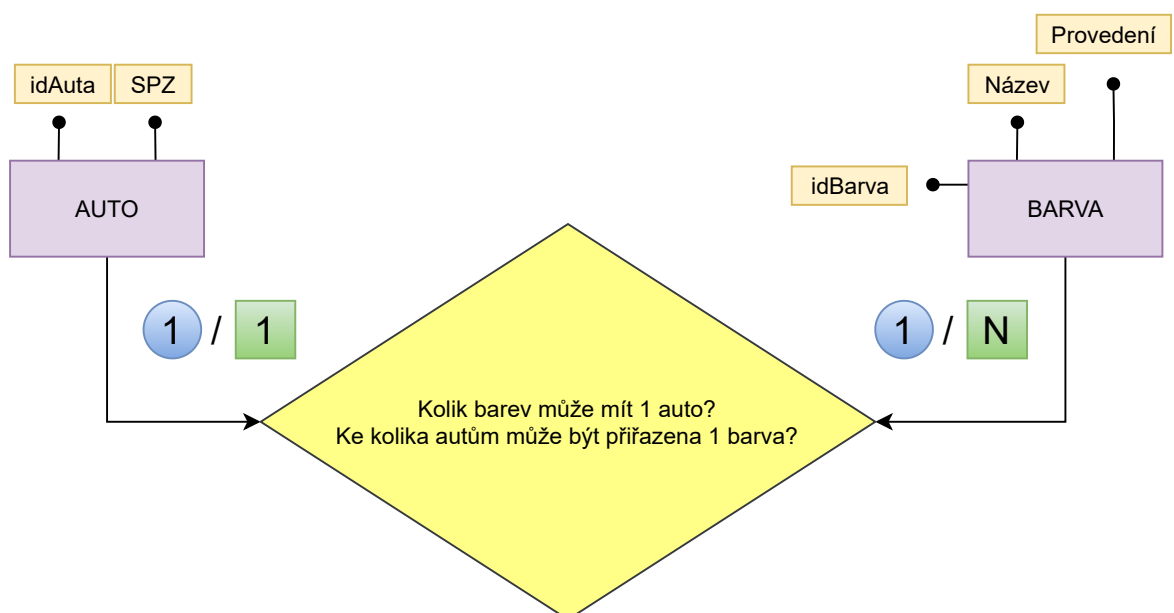 Provedení
idAuta
SPZ
Název
idBarva
AUTO
BARVA
1 / 1
1 / N
Kolik barev může mít 1 auto?
Ke kolika autům může být přiřazena 1 barva?